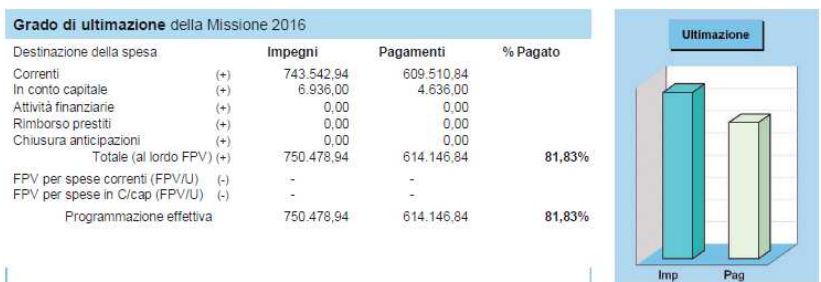 Grado di ultimazione della Missione 2016
Destinazione della spesa Impegni Pagamenti % Pagato
Correnti (+) 743.542,94 609.510,84
In conto capitale (+) 6.936,00 4.636,00
Attività finanziarie (+) 0,00 0,00
Rimborso prestiti (+) 0,00 0,00
Chiusura anticipazioni (+) 0,00 0,00
Totale (al lordo FPV) (+) 750.478,94 614.146,84 81,83%
FPV per spese correnti (FPV/U) (-) - -
FPV per spese in C/cap (FPV/U) (-) - -
Programmazione effettiva 750.478,94 614.146,84 81,83%
Ultimazione
Imp Pag